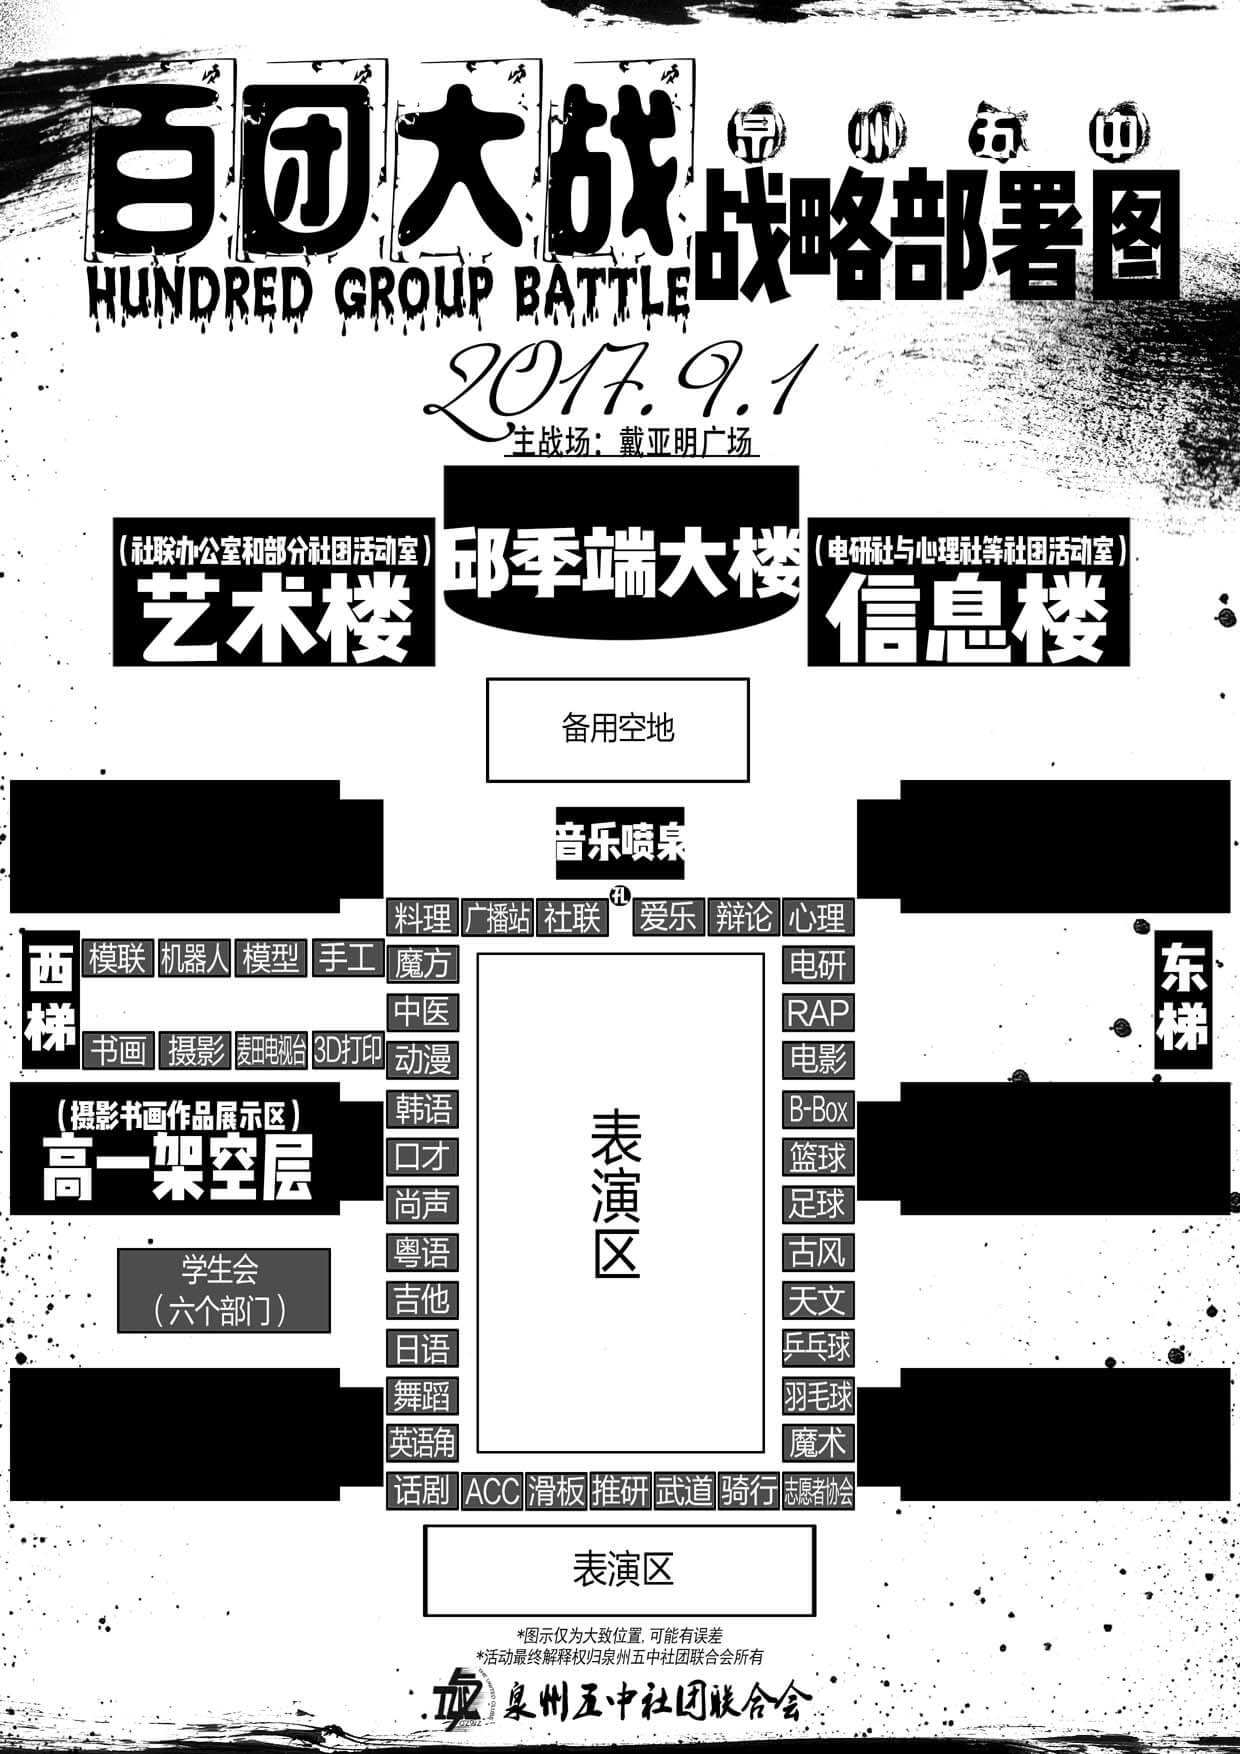 百团大战
泉州五中
战略部署图
HUNDRED GROUP BATTLE
2017.9.1
主战场：戴亚明广场
（社联办公室和部分社团活动室）
艺术楼
邱季端大楼
（电研社与心理社等社团活动室）
信息楼
备用空地
音乐喷泉
孔
料理 广播站 社联 爱乐 辩论 心理
西梯
模联 机器人 模型 手工
书画 摄影 麦田电视台 3D打印
魔方
中医
动漫
韩语
口才
尚声
粤语
吉他
日语
舞蹈
英语角
表演区
电研
RAP
电影
B-Box
篮球
足球
古风
天文
乒乓球
羽毛球
魔术
东梯
（摄影书画作品展示区）
高一架空层
学生会
（六个部门）
话剧 ACC 滑板 推研 武道 骑行 志愿者协会
表演区
*图示仅为大致位置, 可能有误差
*活动最终解释权归泉州五中社团联合会所有
泉州五中社团联合会